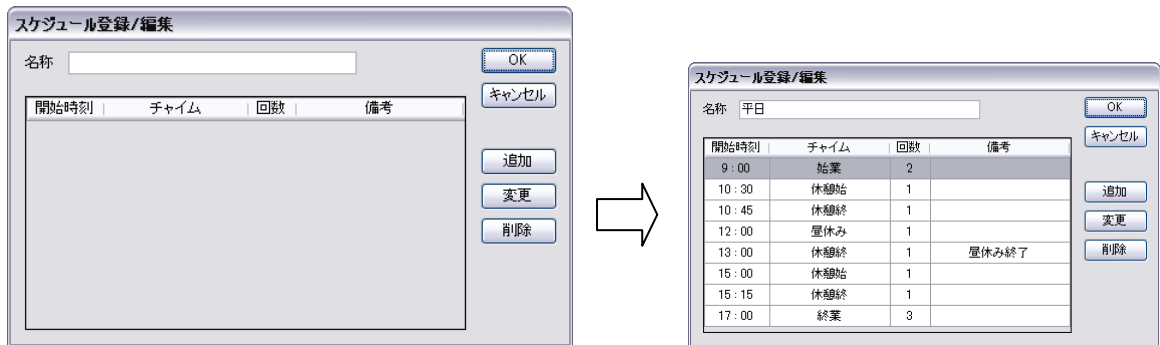 スケジュール登録/編集
名称
OK
キャンセル
開始時刻 チャイム 回数 備考
追加
変更
削除
スケジュール登録/編集
名称 平日
OK
キャンセル
開始時刻 チャイム 回数 備考
9:00 始業 2
10:30 休憩始 1
10:45 休憩終 1
12:00 昼休み 1
13:00 休憩終 1 昼休み終了
15:00 休憩始 1
15:15 休憩終 1
17:00 終業 3
追加
変更
削除